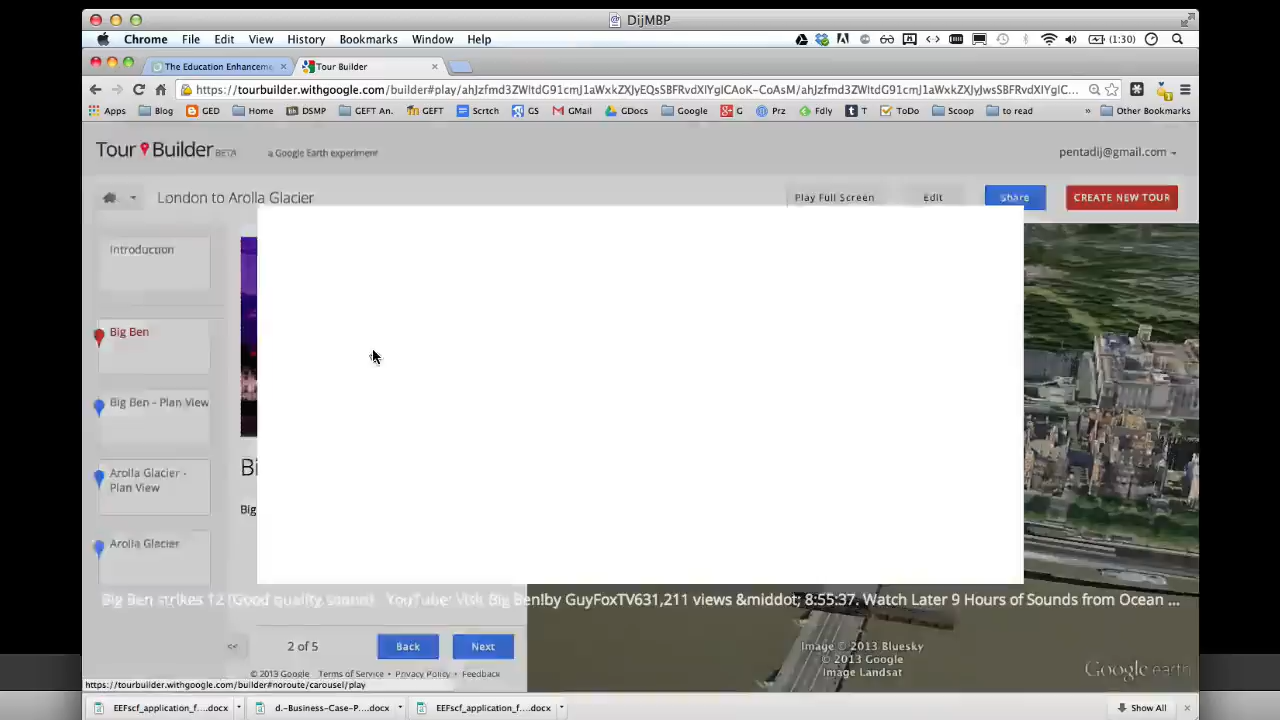 DijMBP
Chrome File Edit View History Bookmarks Window Help (1:30)
The Education Enhanceme Tour Builder
https://tourbuilder.withgoogle.com/builder#play/
Apps Blog GED Home DSMP GEFT An. GEFT Scrtch GS GMail GDocs Google G Prz Fdly T ToDo Scoop to read » Other Bookmarks
Tour Builder BETA a Google Earth experiment pentadij@gmail.com
London to Arolla Glacier Play Full Screen Edit Share CREATE NEW TOUR
Introduction
Big Ben
Big Ben - Plan View
Arolla Glacier -
Plan View
Arolla Glacier
Bi
Big
Big Ben strikes 12 (Good quality sound) YouTube: Visit Big Ben!by GuyFoxTV631,211 views &middot; 8:55:37. Watch Later 9 Hours of Sounds from Ocean ...
<< 2 of 5 Back Next
Image © 2013 Bluesky
© 2013 Google
Image Landsat
Google earth
© 2013 Google Terms of Service Privacy Policy Feedback
https://tourbuilder.withgoogle.com/builder#noroute/carousel/play
EEFscf_application_f....docx d.-Business-Case-P....docx EEFscf_application_f....docx Show All